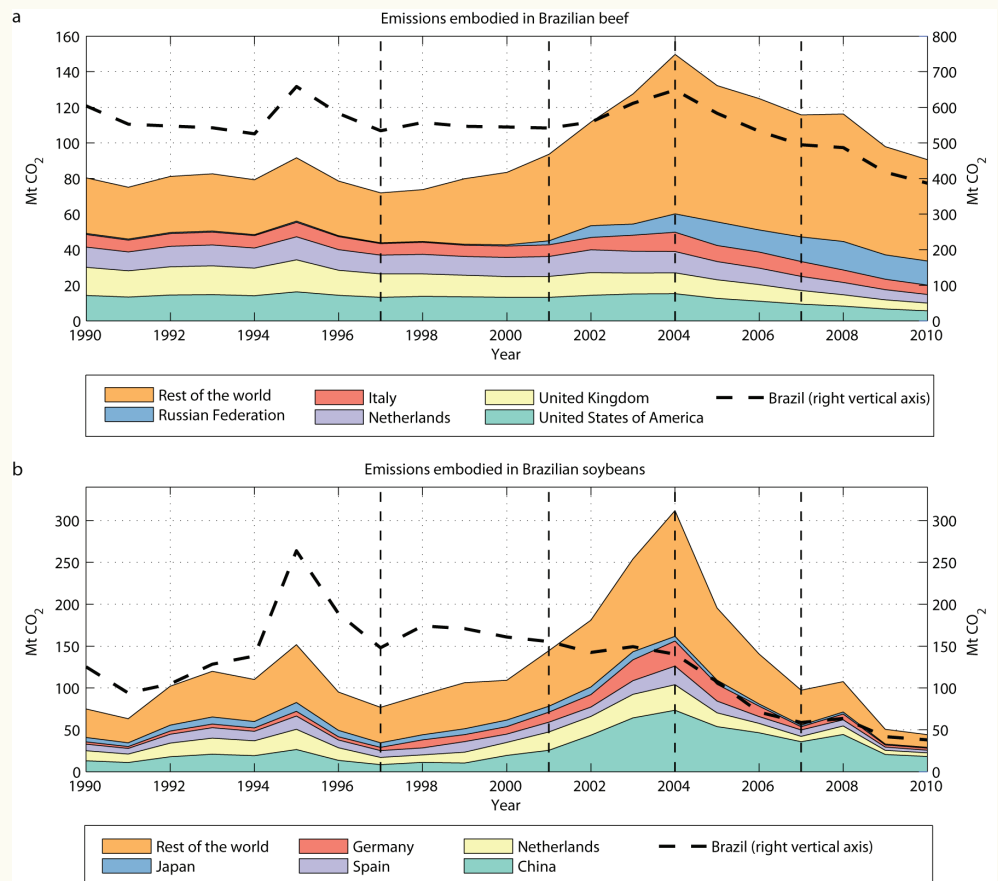 a
Emissions embodied in Brazilian beef
160 800
140 700
120 600
100 500
80 400
60 300
40 200
20 100
0 0
Mt CO2
Mt CO2
1990 1992 1994 1996 1998 2000 2002 2004 2006 2008 2010
Year
Rest of the world Italy United Kingdom Brazil (right vertical axis)
Russian Federation Netherlands United States of America
b
Emissions embodied in Brazilian soybeans
300 300
250 250
200 200
150 150
100 100
50 50
0 0
Mt CO2
Mt CO2
1990 1992 1994 1996 1998 2000 2002 2004 2006 2008 2010
Year
Rest of the world Germany Netherlands Brazil (right vertical axis)
Japan Spain China